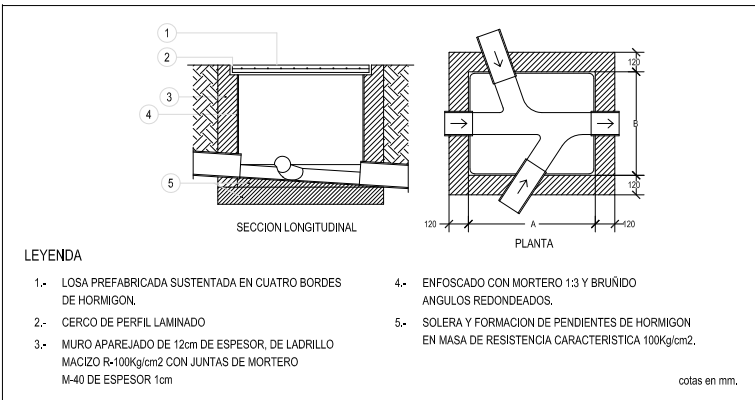 1
2
3
4
5
SECCION LONGITUDINAL
120
B
120
120
A
120
PLANTA
LEYENDA
1.- LOSA PREFABRICADA SUSTENTADA EN CUATRO BORDES
DE HORMIGON.
2.- CERCO DE PERFIL LAMINADO
3.- MURO APAREJADO DE 12cm DE ESPESOR, DE LADRILLO
MACIZO R-100Kg/cm2 CON JUNTAS DE MORTERO
M-40 DE ESPESOR 1cm
4.- ENFOSCADO CON MORTERO 1:3 Y BRUÑIDO
ANGULOS REDONDEADOS.
5.- SOLERA Y FORMACION DE PENDIENTES DE HORMIGON
EN MASA DE RESISTENCIA CARACTERISTICA 100Kg/cm2.
cotas en mm.